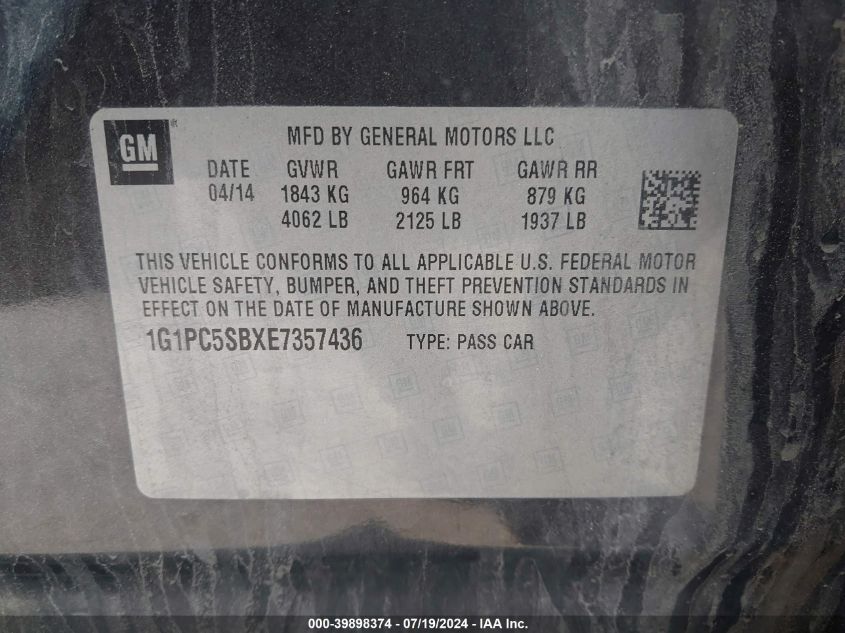 GM
MFD BY GENERAL MOTORS LLC
DATE GVWR GAWR FRT GAWR RR
04/14 1843 KG 964 KG 879 KG
4062 LB 2125 LB 1937 LB
THIS VEHICLE CONFORMS TO ALL APPLICABLE U.S. FEDERAL MOTOR
VEHICLE SAFETY, BUMPER, AND THEFT PREVENTION STANDARDS IN
EFFECT ON THE DATE OF MANUFACTURE SHOWN ABOVE.
1G1PC5SBXE7357436 TYPE: PASS CAR
000-39898374 / 07/19/2024 - IAA Inc.